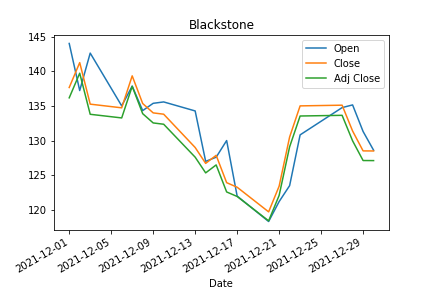 Blackstone
145
140
135
130
125
120
Open
Close
Adj Close
2021-12-01
2021-12-05
2021-12-09
2021-12-13
2021-12-17
2021-12-21
2021-12-25
2021-12-29
Date